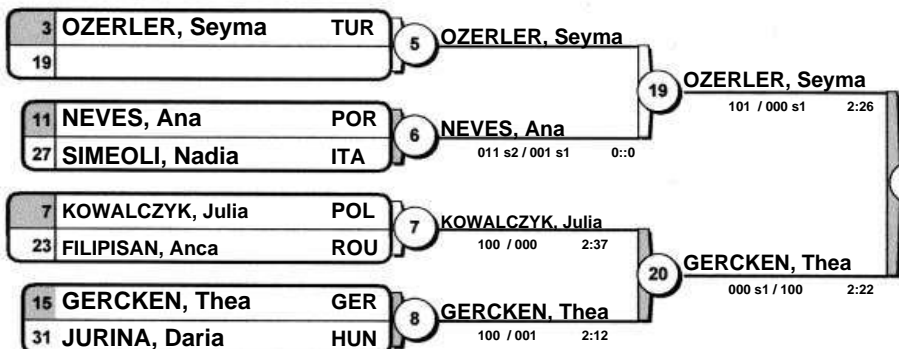 3 OZERLER, Seyma TUR
19
5 OZERLER, Seyma
11 NEVES, Ana POR
27 SIMEOLI, Nadia ITA
6 NEVES, Ana
011 s2 / 001 s1 0::0
19 OZERLER, Seyma
101 / 000 s1 2:26
7 KOWALCZYK, Julia POL
23 FILIPISAN, Anca ROU
7 KOWALCZYK, Julia
100 / 000 2:37
15 GERCKEN, Thea GER
31 JURINA, Daria HUN
8 GERCKEN, Thea
100 / 001 2:12
20 GERCKEN, Thea
000 s1 / 100 2:22